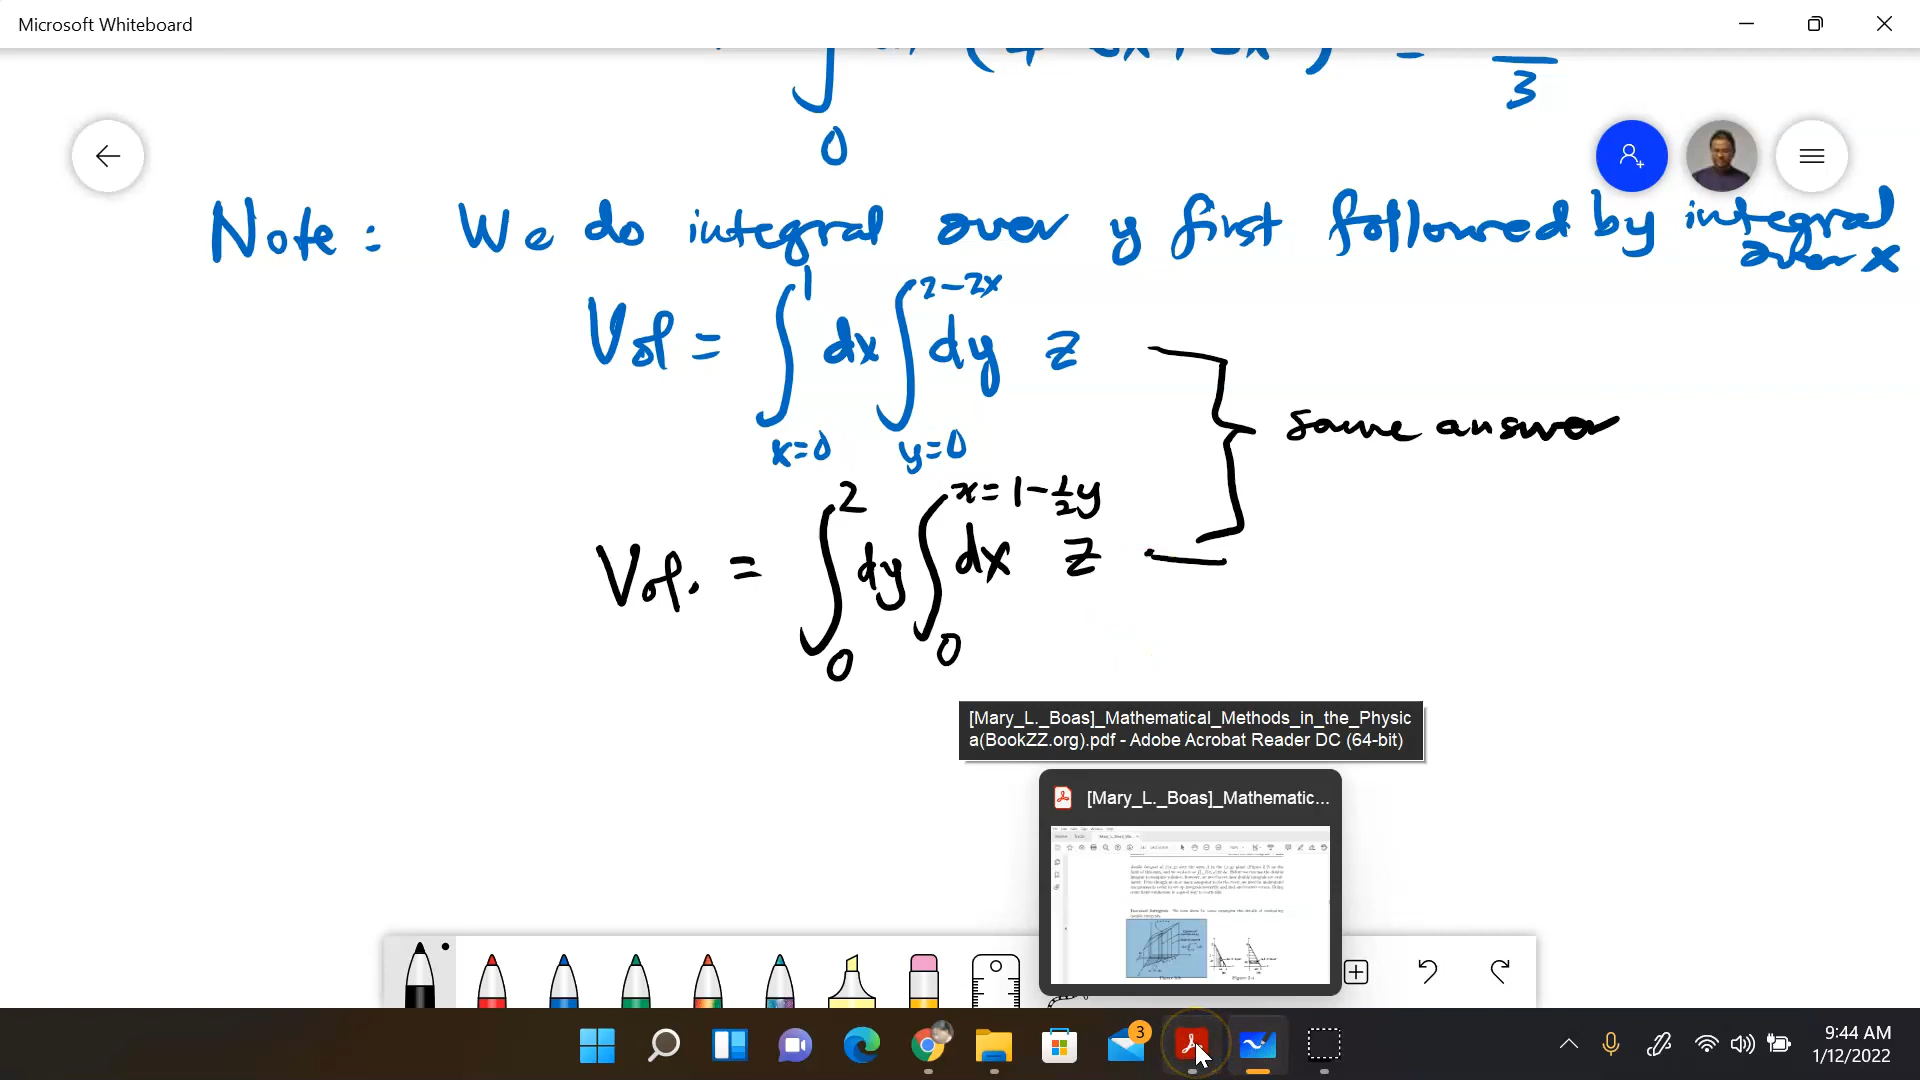 Microsoft Whiteboard
0
3
Note: We do integral over y first followed by integral over x
Vol = ∫_{x=0}^{1} dx ∫_{y=0}^{2-2x} dy z
same answer
Vol. = ∫_{0}^{2} dy ∫_{0}^{x=1-½y} dx z
[Mary_L._Boas]_Mathematical_Methods_in_the_Physic
a(BookZZ.org).pdf - Adobe Acrobat Reader DC (64-bit)
[Mary_L._Boas]_Mathematic...
3
9:44 AM
1/12/2022